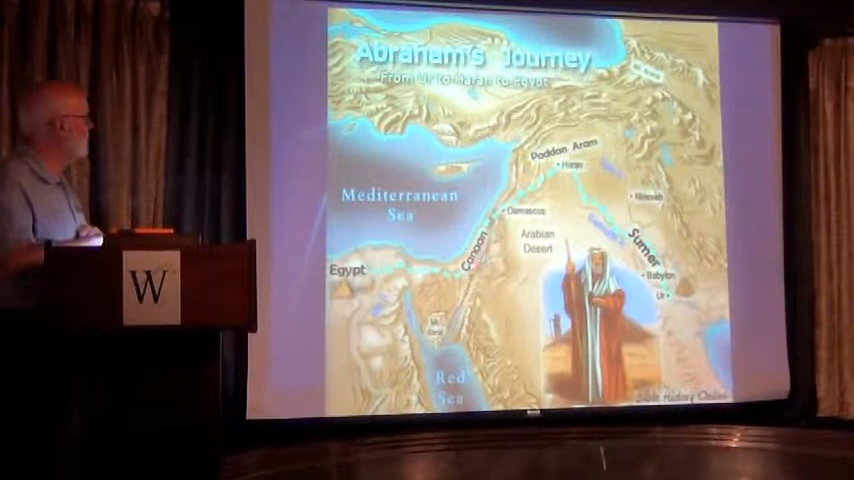 Abraham's Journey
From Ur to Haran to Egypt
Paddan Aram
Haran
Mediterranean
Sea
Damascus
Nineveh
Arabian
Desert
Canaan
Sumer
Babylon
Ur
Egypt
Red
Sea
Bible History Online
W